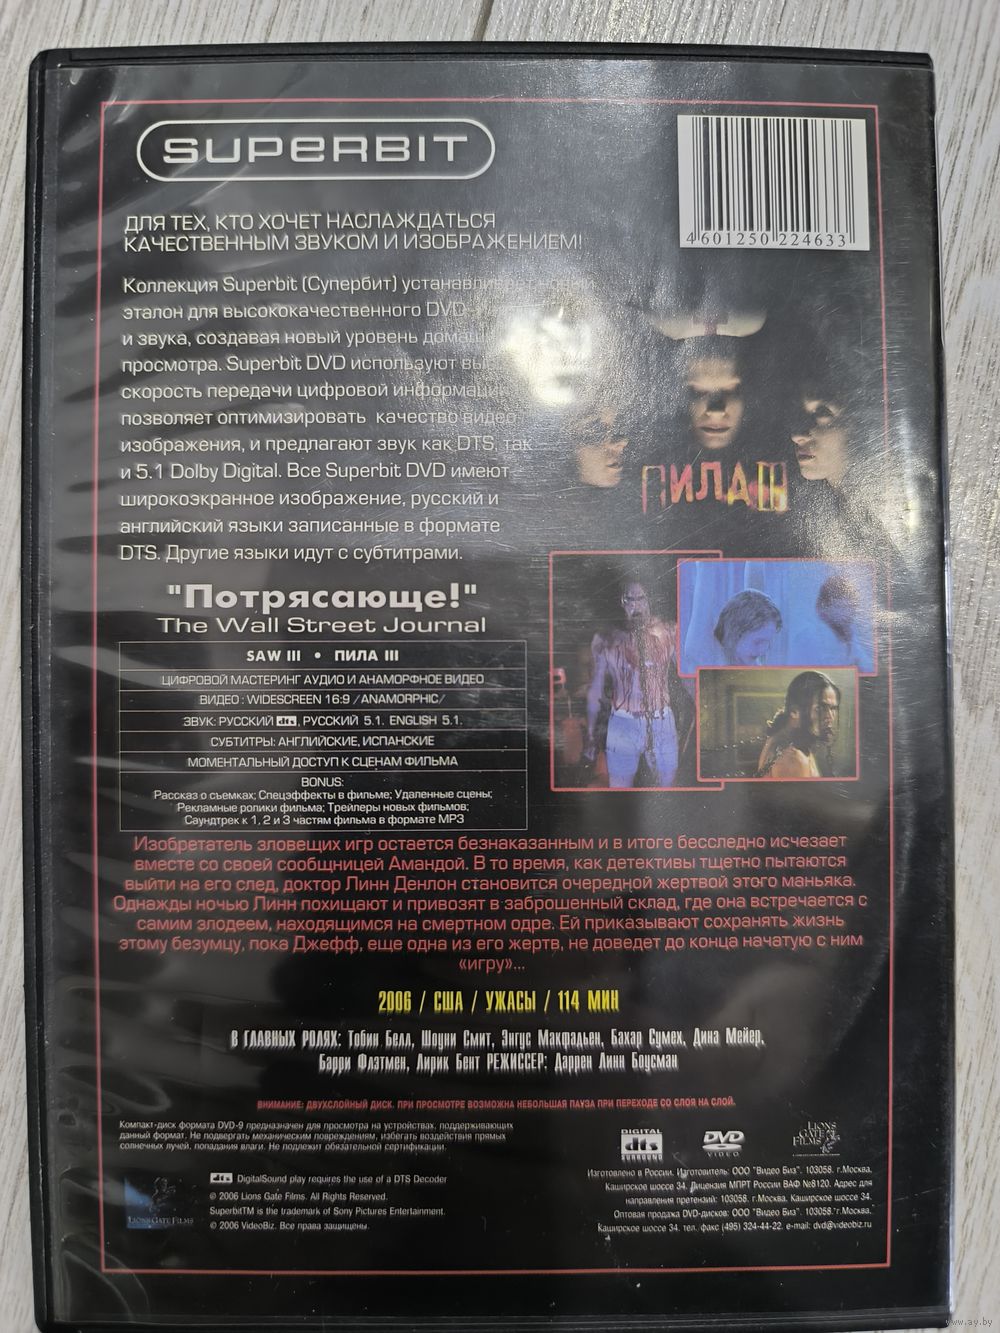 SUPERBIT
4601250 224633
ДЛЯ ТЕХ, КТО ХОЧЕТ НАСЛАЖДАТЬСЯ
КАЧЕСТВЕННЫМ ЗВУКОМ И ИЗОБРАЖЕНИЕМ!
Коллекция Superbit (Супербит) устанавливает новый
эталон для высококачественного DVD
и звука, создавая новый уровень
просмотра. Superbit DVD используют
скорость передачи цифровой информации
позволяет оптимизировать качество видео
изображения, и предлагают звук как DTS, так
и 5.1 Dolby Digital. Все Superbit DVD имеют
широкоэкранное изображение, русский и
английский языки записанные в формате
DTS. Другие языки идут с субтитрами.
ПИЛА III
"Потрясающе!"
The Wall Street Journal
SAW III • ПИЛА III
ЦИФРОВОЙ МАСТЕРИНГ АУДИО И АНАМОРФНОЕ ВИДЕО
ВИДЕО : WIDESCREEN 16:9 /ANAMORPHIC/
ЗВУК: РУССКИЙ dts, РУССКИЙ 5.1. ENGLISH 5.1.
СУБТИТРЫ: АНГЛИЙСКИЕ, ИСПАНСКИЕ
МОМЕНТАЛЬНЫЙ ДОСТУП К СЦЕНАМ ФИЛЬМА
BONUS:
Рассказ о съемках; Спецэффекты в фильме; Удаленные сцены;
Рекламные ролики фильма; Трейлеры новых фильмов;
Саундтрек к 1, 2 и 3 частям фильма в формате MP3
Изобретатель зловещих игр остается безнаказанным и в итоге бесследно исчезает
вместе со своей сообщницей Амандой. В то время, как детективы тщетно пытаются
выйти на его след, доктор Линн Денлон становится очередной жертвой этого маньяка.
Однажды ночью Линн похищают и привозят в заброшенный склад, где она встречается с
самим злодеем, находящимся на смертном одре. Ей приказывают сохранять жизнь
этому безумцу, пока Джефф, еще одна из его жертв, не доведет до конца начатую с ним
«игру»...
2006 / США / УЖАСЫ / 114 МИН
В ГЛАВНЫХ РОЛЯХ: Тобин Белл, Шоуни Смит, Энгус Макфадьен, Бахар Сумех, Дина Мейер,
Барри Флэтмен, Лирик Бент РЕЖИССЕР: Даррен Линн Боусман
ВНИМАНИЕ: ДВУХСЛОЙНЫЙ ДИСК. ПРИ ПРОСМОТРЕ ВОЗМОЖНА НЕБОЛЬШАЯ ПАУЗА ПРИ ПЕРЕХОДЕ СО СЛОЯ НА СЛОЙ.
Компакт-диск формата DVD-9 предназначен для просмотра на устройствах, поддерживающих
данный формат. Не подвергать механическим повреждениям, избегать воздействия прямых
солнечных лучей, попадания влаги. Не подлежит обязательной сертификации.
DIGITAL
dts
SURROUND
DVD
VIDEO
LIONS
GATE
FILMS
dts DigitalSound play requires the use of a DTS Decoder
© 2006 Lions Gate Films. All Rights Reserved.
SuperbitTM is the trademark of Sony Pictures Entertainment.
© 2006 VideoBiz. Все права защищены.
LIONS GATE FILMS
Изготовлено в России. Изготовитель: ООО "Видео Биз". 103058. г.Москва.
Каширское шоссе 34. Лицензия МПРТ России ВАФ №8120. Адрес для
направления претензий: 103058. г.Москва. Каширское шоссе 34.
Оптовая продажа DVD-дисков: ООО "Видео Биз". 103058. г.Москва.
Каширское шоссе 34. тел. факс (495) 324-44-22. e-mail: dvd@videobiz.ru
www.ay.by